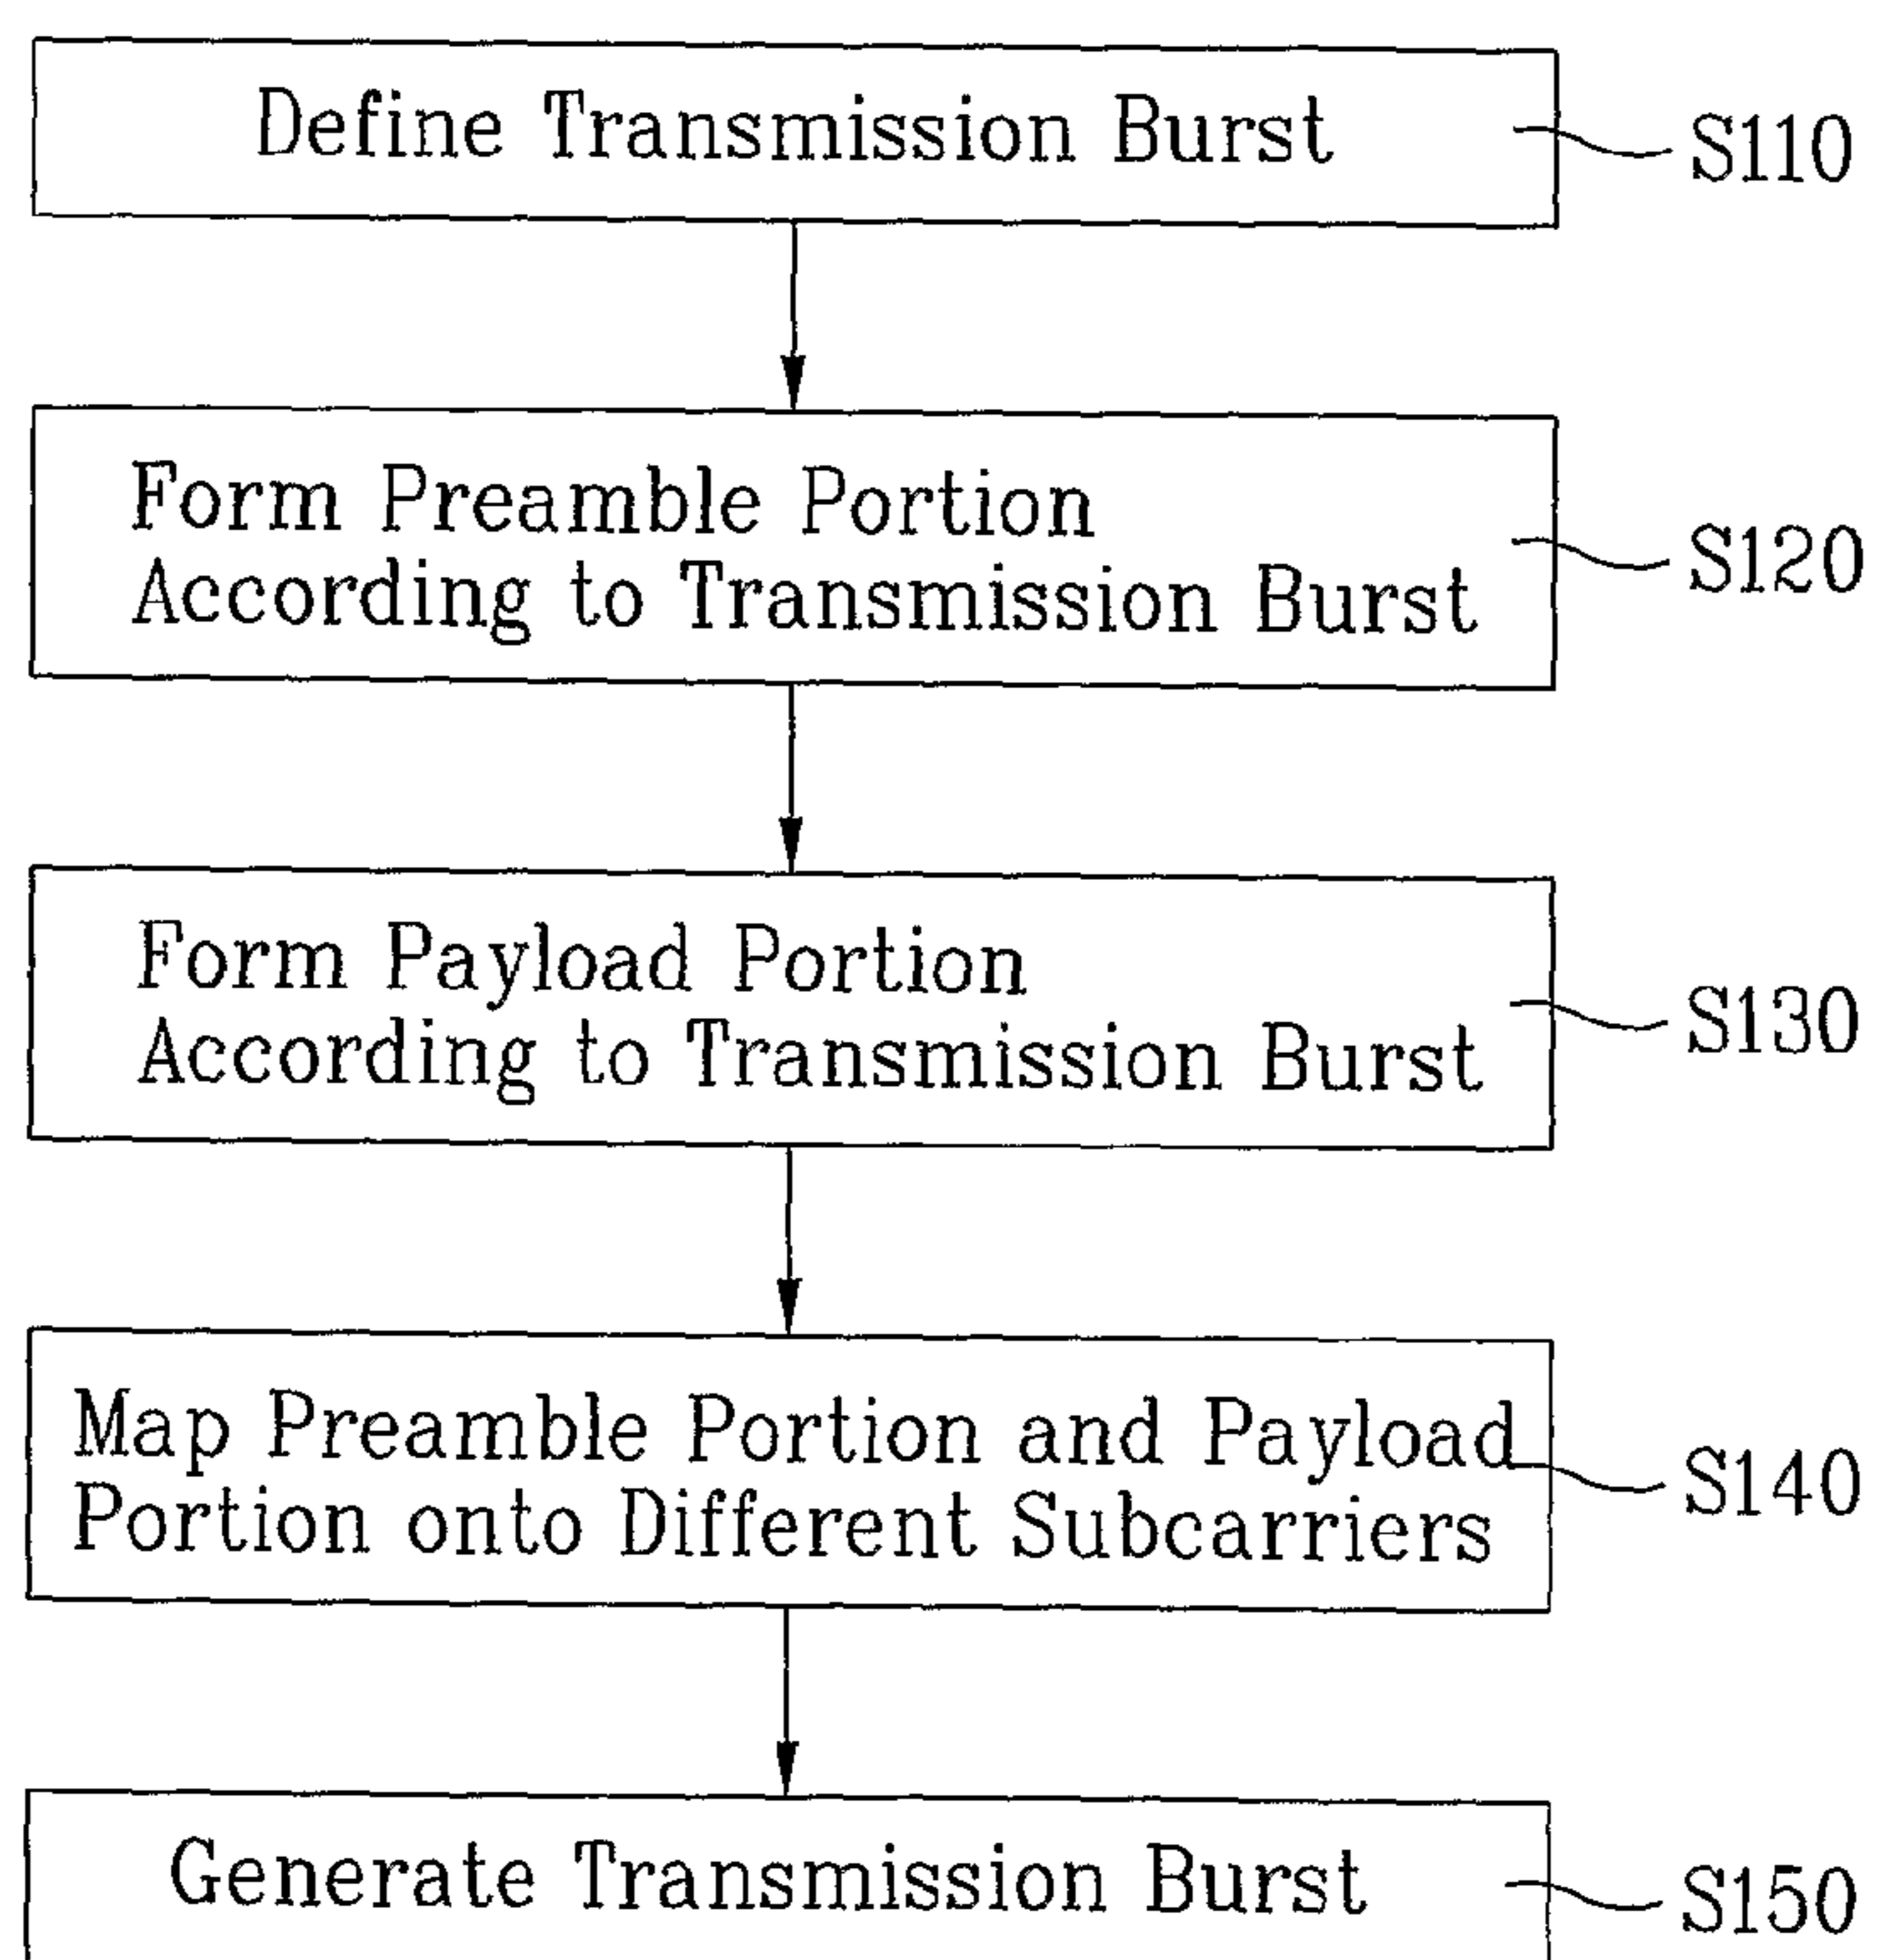 Define Transmission Burst
S110
Form Preamble Portion
According to Transmission Burst
S120
Form Payload Portion
According to Transmission Burst
S130
Map Preamble Portion and Payload
Portion onto Different Subcarriers
S140
Generate Transmission Burst
S150